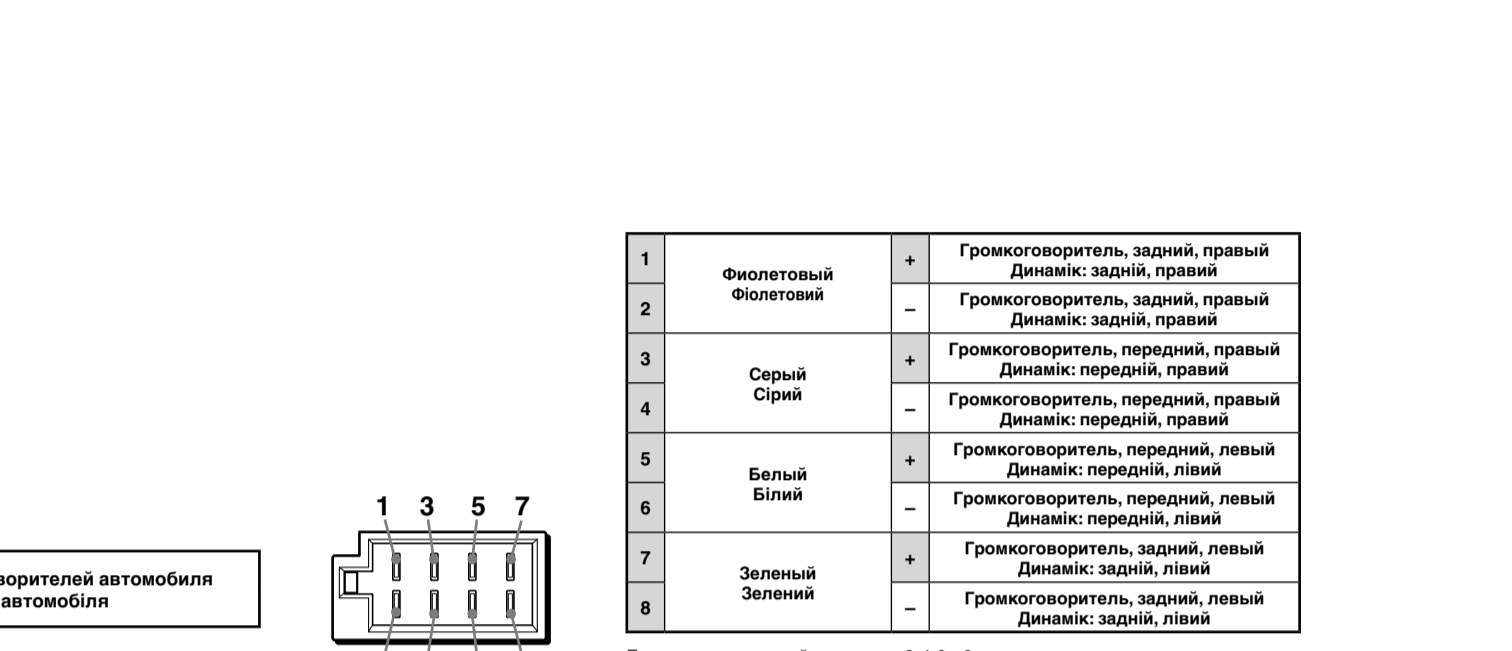 1
Фиолетовый
Фіолетовий
+
Громкоговоритель, задний, правый
Динамік: задній, правий
2
–
Громкоговоритель, задний, правый
Динамік: задній, правий
3
Серый
Сірий
+
Громкоговоритель, передний, правый
Динамік: передній, правий
4
–
Громкоговоритель, передний, правый
Динамік: передній, правий
5
Белый
Білий
+
Громкоговоритель, передний, левый
Динамік: передній, лівий
6
–
Громкоговоритель, передний, левый
Динамік: передній, лівий
7
Зеленый
Зелений
+
Громкоговоритель, задний, левый
Динамік: задній, лівий
8
–
Громкоговоритель, задний, левый
Динамік: задній, лівий
1 3 5 7
ворителей автомобиля
автомобіля